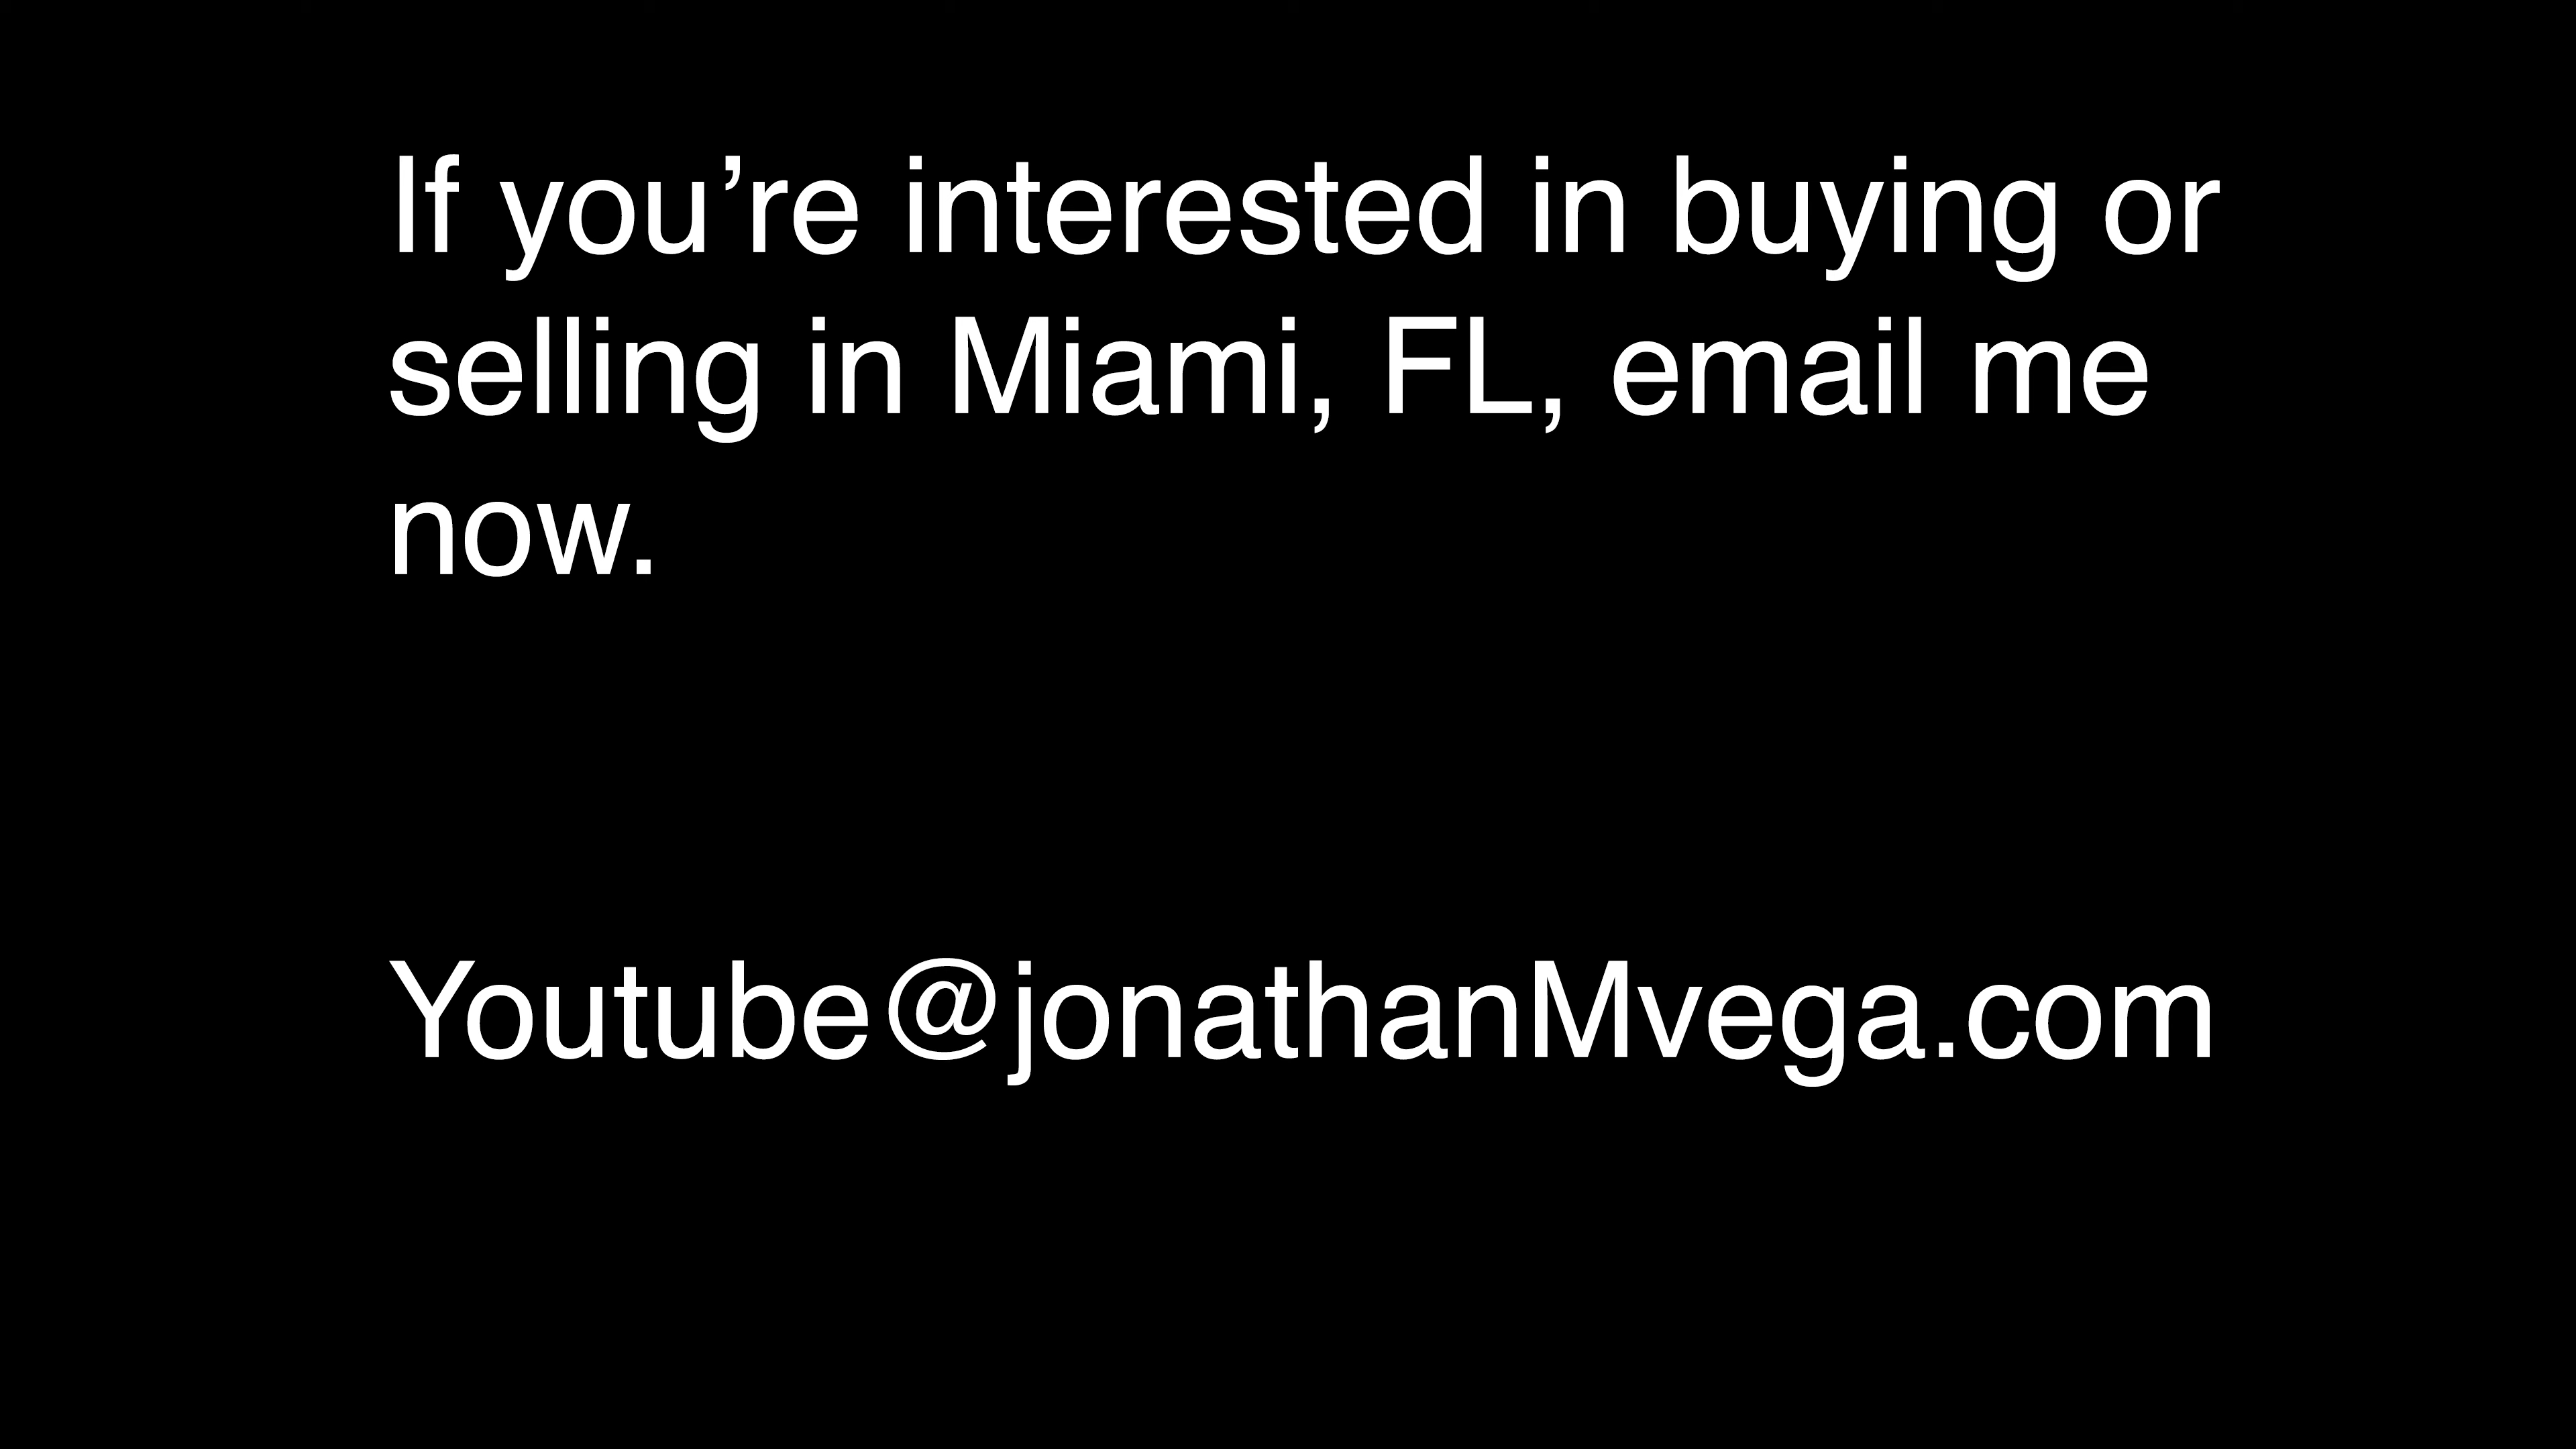 If you’re interested in buying or
selling in Miami, FL, email me
now.
Youtube@jonathanMvega.com